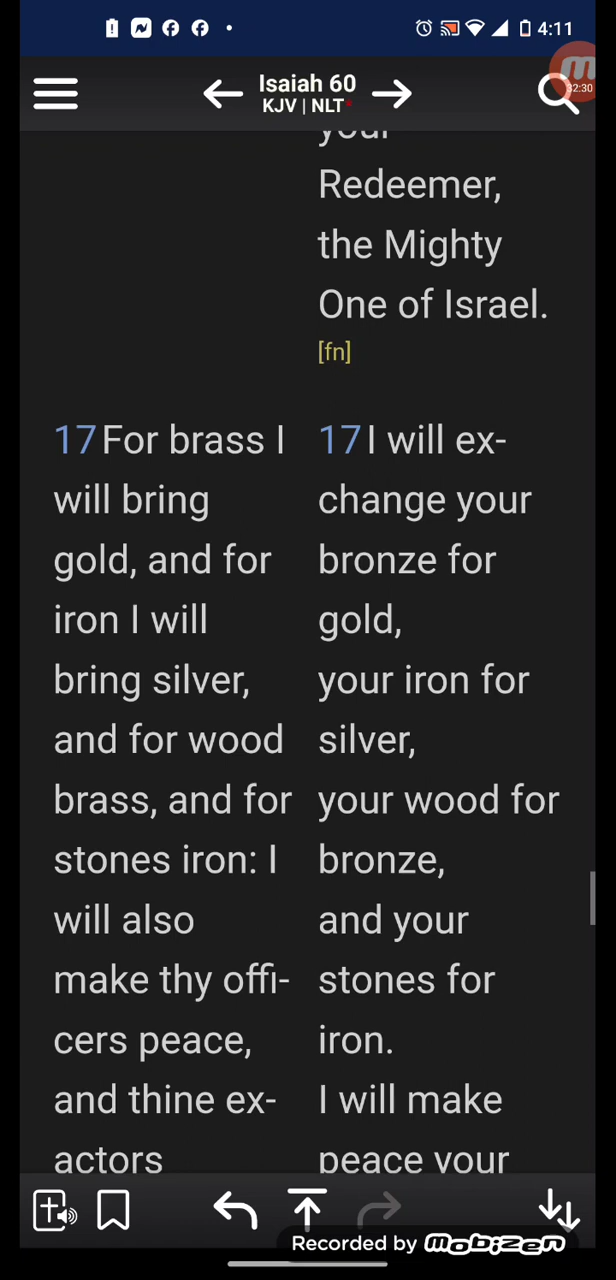 4:11
Isaiah 60
KJV | NLT*
32:30
your
Redeemer,
the Mighty
One of Israel.
[fn]
17 For brass I
will bring
gold, and for
iron I will
bring silver,
and for wood
brass, and for
stones iron: I
will also
make thy offi-
cers peace,
and thine ex-
actors
17 I will ex-
change your
bronze for
gold,
your iron for
silver,
your wood for
bronze,
and your
stones for
iron.
I will make
peace your
Recorded by mobizen